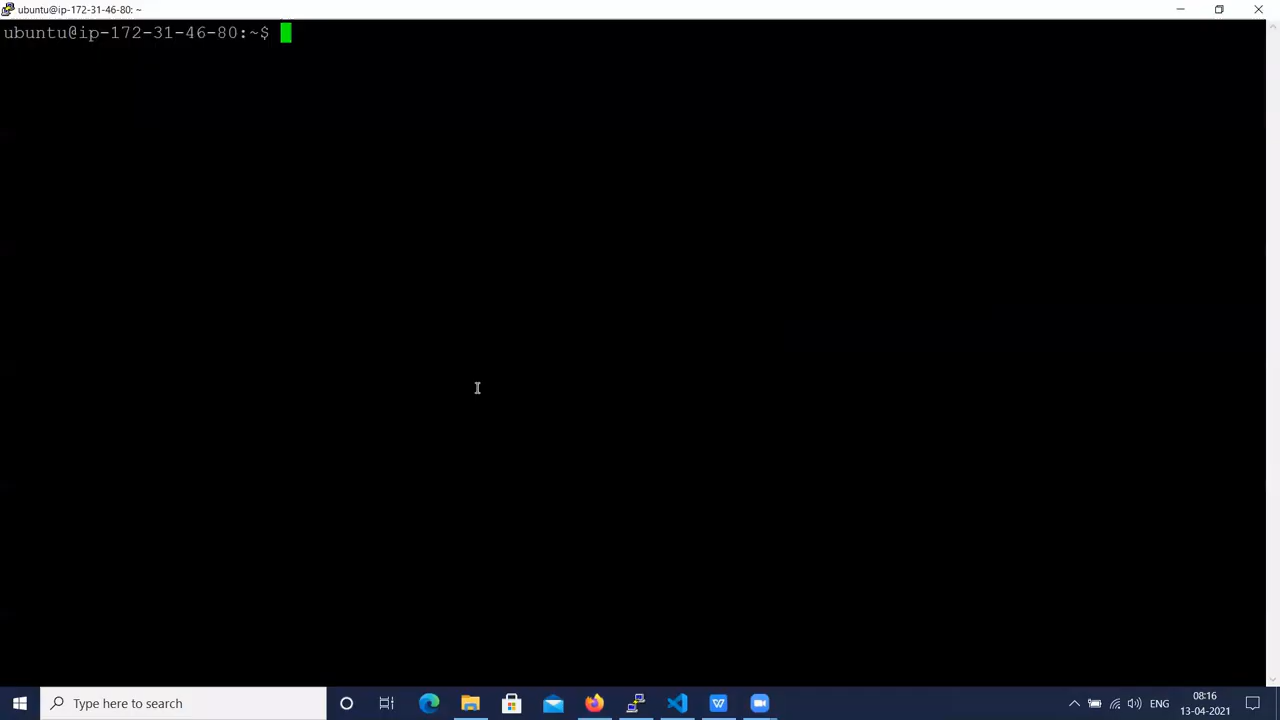 ubuntu@ip-172-31-46-80: ~
ubuntu@ip-172-31-46-80:~$
Type here to search
ENG
08:16
13-04-2021